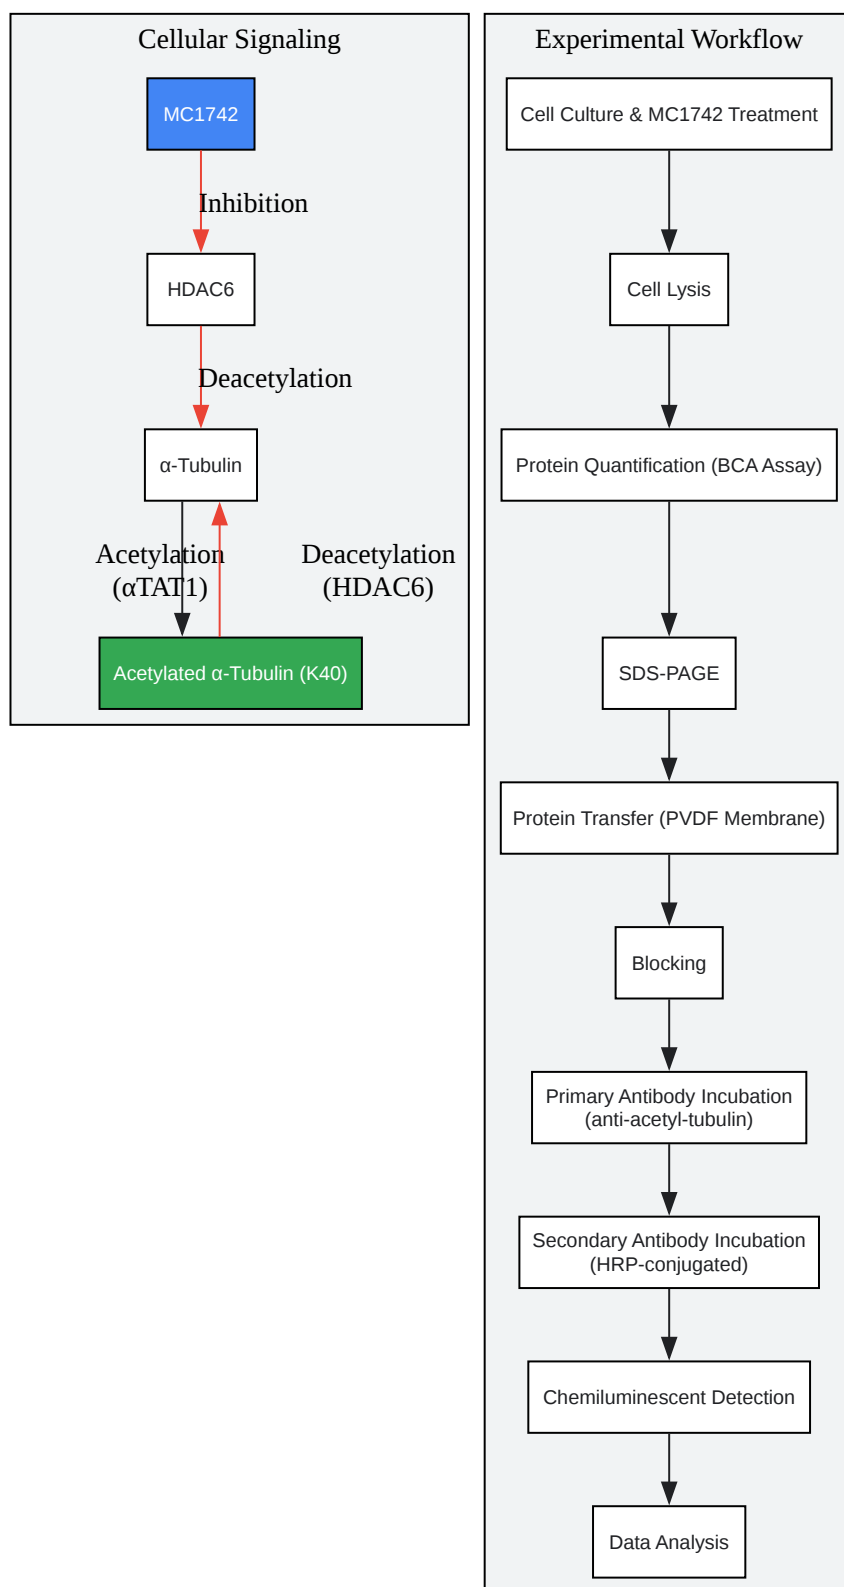 Cellular Signaling
MC1742
Inhibition
HDAC6
Deacetylation
α-Tubulin
Acetylation
(αTAT1)
Deacetylation
(HDAC6)
Acetylated α-Tubulin (K40)
Experimental Workflow
Cell Culture & MC1742 Treatment
Cell Lysis
Protein Quantification (BCA Assay)
SDS-PAGE
Protein Transfer (PVDF Membrane)
Blocking
Primary Antibody Incubation
(anti-acetyl-tubulin)
Secondary Antibody Incubation
(HRP-conjugated)
Chemiluminescent Detection
Data Analysis